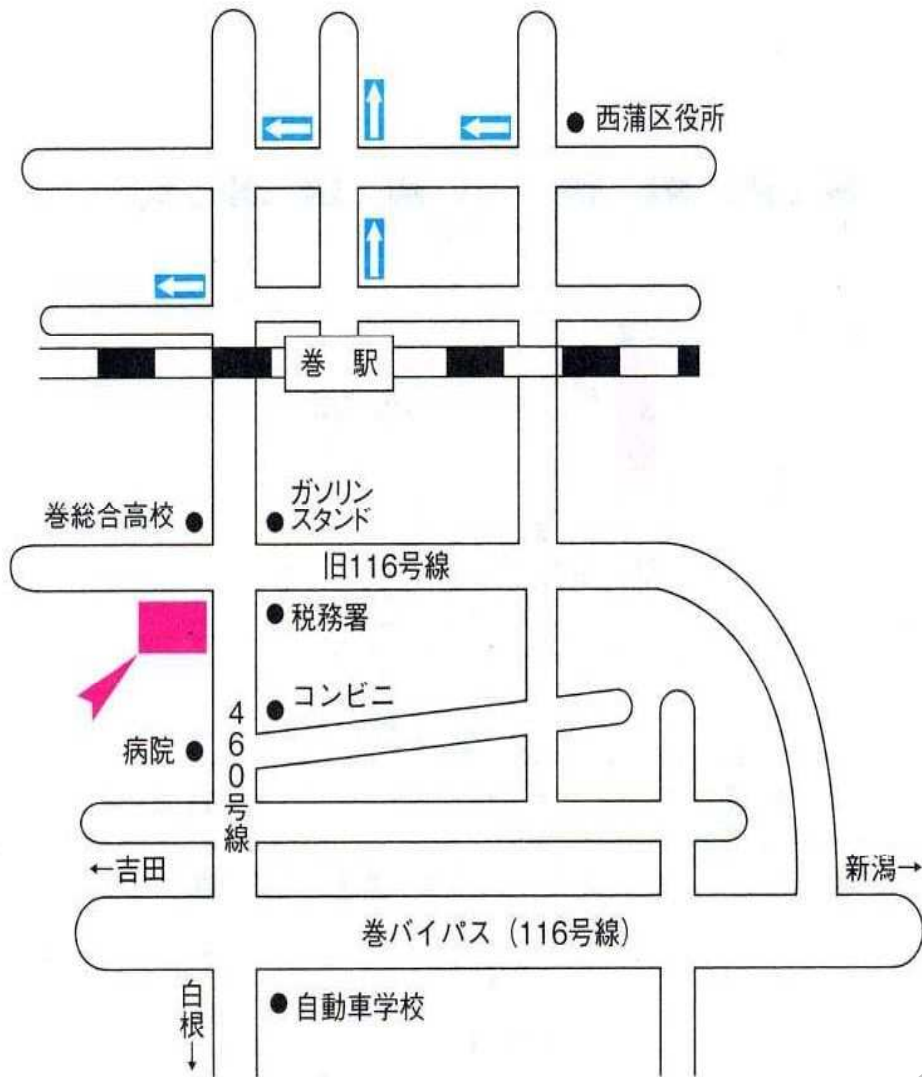 西蒲区役所
巻 駅
ガソリン
スタンド
巻総合高校
旧116号線
税務署
コンビニ
460号線
病院
←吉田
新潟→
巻バイパス（116号線）
白根↓
自動車学校